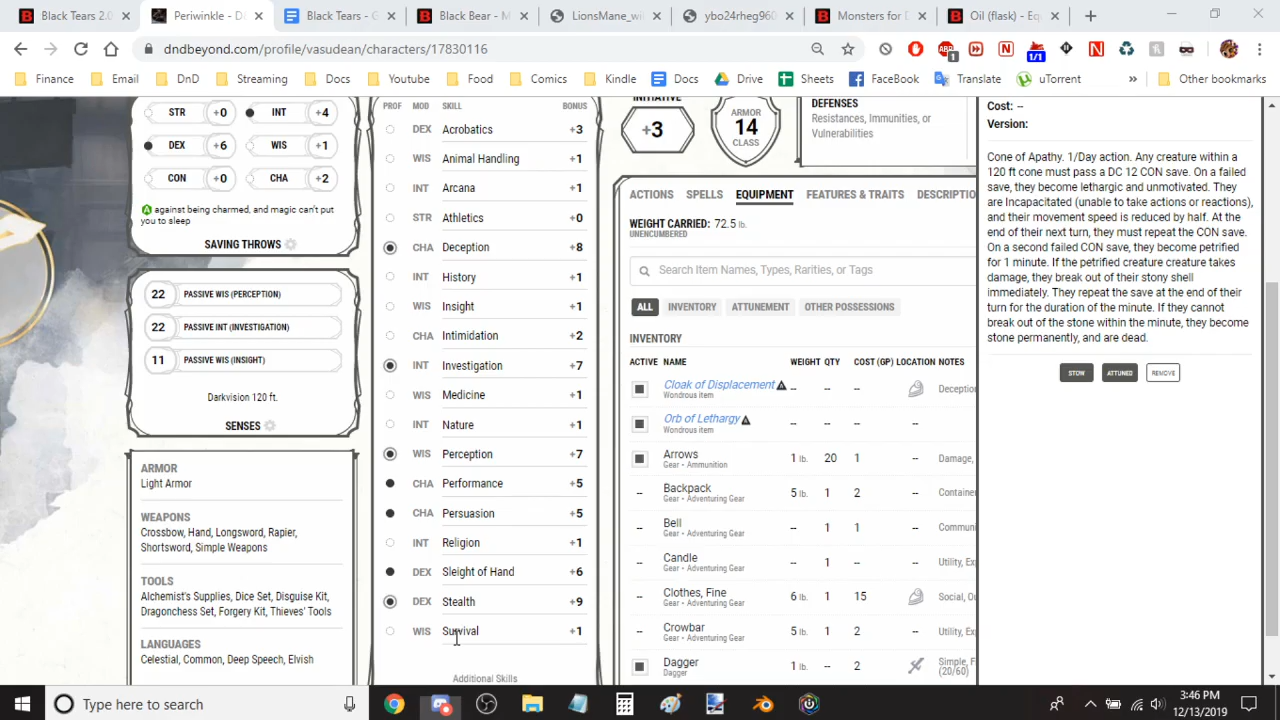 Black Tears 2.0
Periwinkle - D
Black Tears - G
Black Bear - M
LionsMane_wil
ybo24rheg960
Monsters for D
Oil (flask) - Eq
dndbeyond.com/profile/vasudean/characters/17830116
ABP
1
1/1
Finance
Email
DnD
Streaming
Docs
Youtube
Food
Comics
Kindle
Docs
Drive
Sheets
FaceBook
Translate
uTorrent
»
Other bookmarks
STR +0 INT +4
DEX +6 WIS +1
CON +0 CHA +2
A against being charmed, and magic can't put
you to sleep
SAVING THROWS
22 PASSIVE WIS (PERCEPTION)
22 PASSIVE INT (INVESTIGATION)
11 PASSIVE WIS (INSIGHT)
Darkvision 120 ft.
SENSES
ARMOR
Light Armor
WEAPONS
Crossbow, Hand, Longsword, Rapier,
Shortsword, Simple Weapons
TOOLS
Alchemist's Supplies, Dice Set, Disguise Kit,
Dragonchess Set, Forgery Kit, Thieves' Tools
LANGUAGES
Celestial, Common, Deep Speech, Elvish
PROF MOD SKILL BONUS
DEX Acrobatics +3
WIS Animal Handling +1
INT Arcana +1
STR Athletics +0
CHA Deception +8
INT History +1
WIS Insight +1
CHA Intimidation +2
INT Investigation +7
WIS Medicine +1
INT Nature +1
WIS Perception +7
CHA Performance +5
CHA Persuasion +5
INT Religion +1
DEX Sleight of Hand +6
DEX Stealth +9
WIS Survival +1
Additional Skills
INITIATIVE
+3
ARMOR
14
CLASS
DEFENSES
Resistances, Immunities, or
Vulnerabilities
ACTIONS SPELLS EQUIPMENT FEATURES & TRAITS DESCRIPTIO
WEIGHT CARRIED: 72.5 lb.
UNENCUMBERED
Search Item Names, Types, Rarities, or Tags
ALL INVENTORY ATTUNEMENT OTHER POSSESSIONS
INVENTORY
ACTIVE NAME WEIGHT QTY COST (GP) LOCATION NOTES
Cloak of Displacement -- -- -- Deception
Wondrous item
Orb of Lethargy -- -- -- --
Wondrous item
Arrows 1 lb. 20 1 -- Damage,
Gear • Ammunition
-- Backpack 5 lb. 1 2 -- Container
Gear • Adventuring Gear
-- Bell -- 1 1 -- Commun
Gear • Adventuring Gear
-- Candle -- 1 -- -- Utility, Ex
Gear • Adventuring Gear
-- Clothes, Fine 6 lb. 1 15 Social, Ou
Gear • Adventuring Gear
-- Crowbar 5 lb. 1 2 -- Utility, Exp
Gear • Adventuring Gear
Dagger 1 lb. -- 2 Simple, F
Dagger (20/60)
Cost: --
Version:
Cone of Apathy. 1/Day action. Any creature within a
120 ft cone must pass a DC 12 CON save. On a failed
save, they become lethargic and unmotivated. They
are Incapacitated (unable to take actions or reactions),
and their movement speed is reduced by half. At the
end of their next turn, they must repeat the CON save.
On a second failed CON save, they become petrified
for 1 minute. If the petrified creature creature takes
damage, they break out of their stony shell
immediately. They repeat the save at the end of their
turn for the duration of the minute. If they cannot
break out of the stone within the minute, they become
stone permanently, and are dead.
STOW ATTUNED REMOVE
Type here to search
3:46 PM
12/13/2019